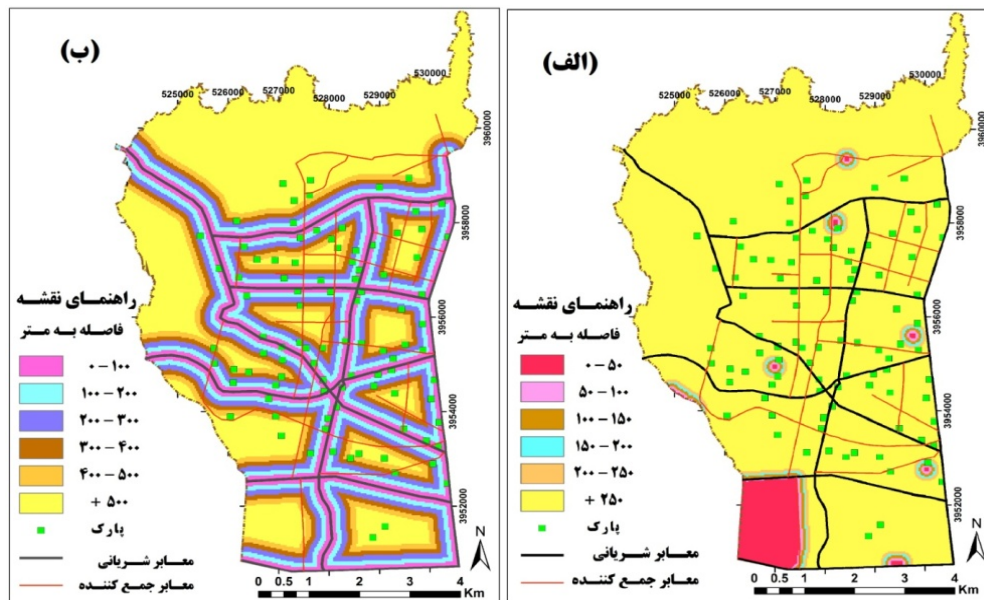 (ب)
525000
526000
527000
528000
529000
530000
3960000
3958000
3956000
3954000
3952000
راهنمای نقشه
فاصله به متر
۰ – ۱۰۰
۱۰۰ – ۲۰۰
۲۰۰ – ۳۰۰
۳۰۰ – ۴۰۰
۴۰۰ – ۵۰۰
+ ۵۰۰
پارک
معابر شریانی
معابر جمع کننده
N
0 0.5 1 2 3 4
Km
(الف)
525000
526000
527000
528000
529000
530000
3960000
3958000
3956000
3954000
3952000
راهنمای نقشه
فاصله به متر
۰ – ۵۰
۵۰ – ۱۰۰
۱۰۰ – ۱۵۰
۱۵۰ – ۲۰۰
۲۰۰ – ۲۵۰
+ ۲۵۰
پارک
معابر شریانی
معابر جمع کننده
N
0 0.5 1 2 3 4
Km